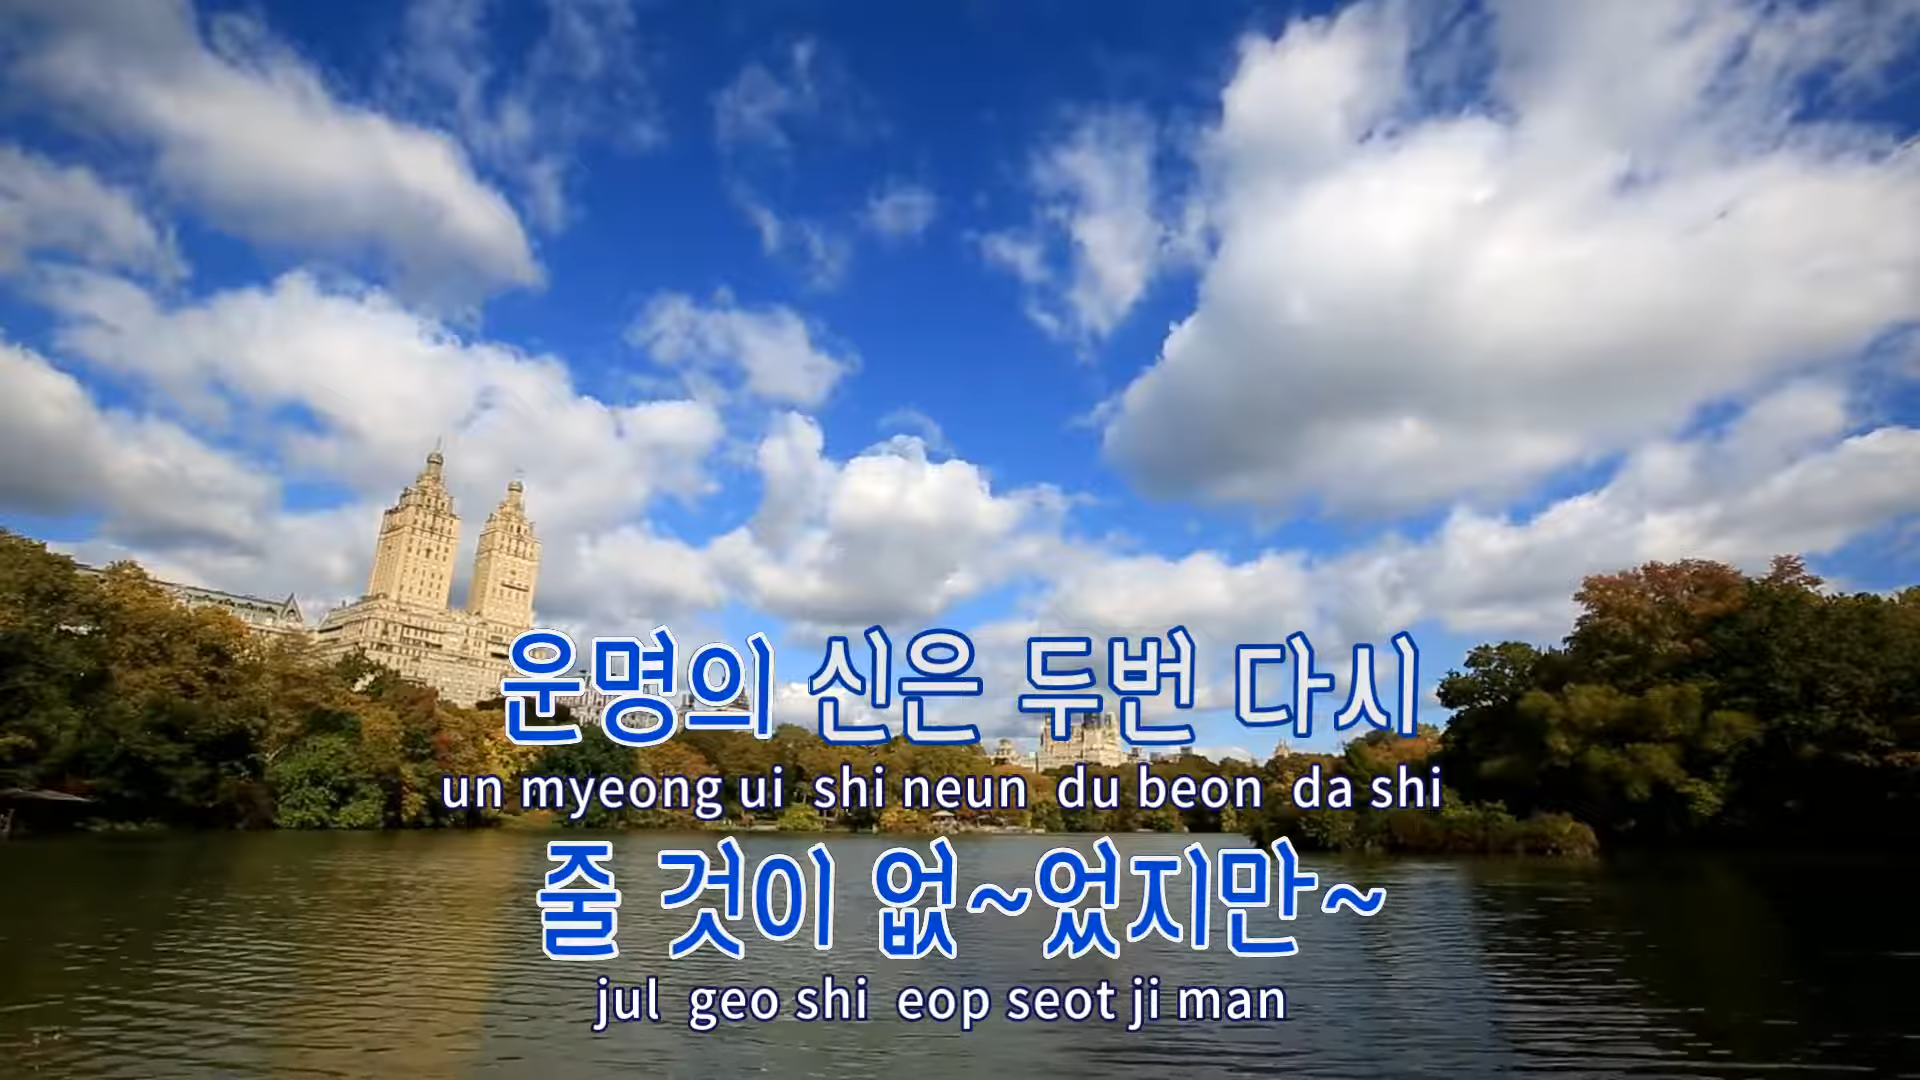 운명의 신은 두번 다시
un myeong ui shi neun du beon da shi
줄 것이 없~었지만~
jul geo shi eop seot ji man